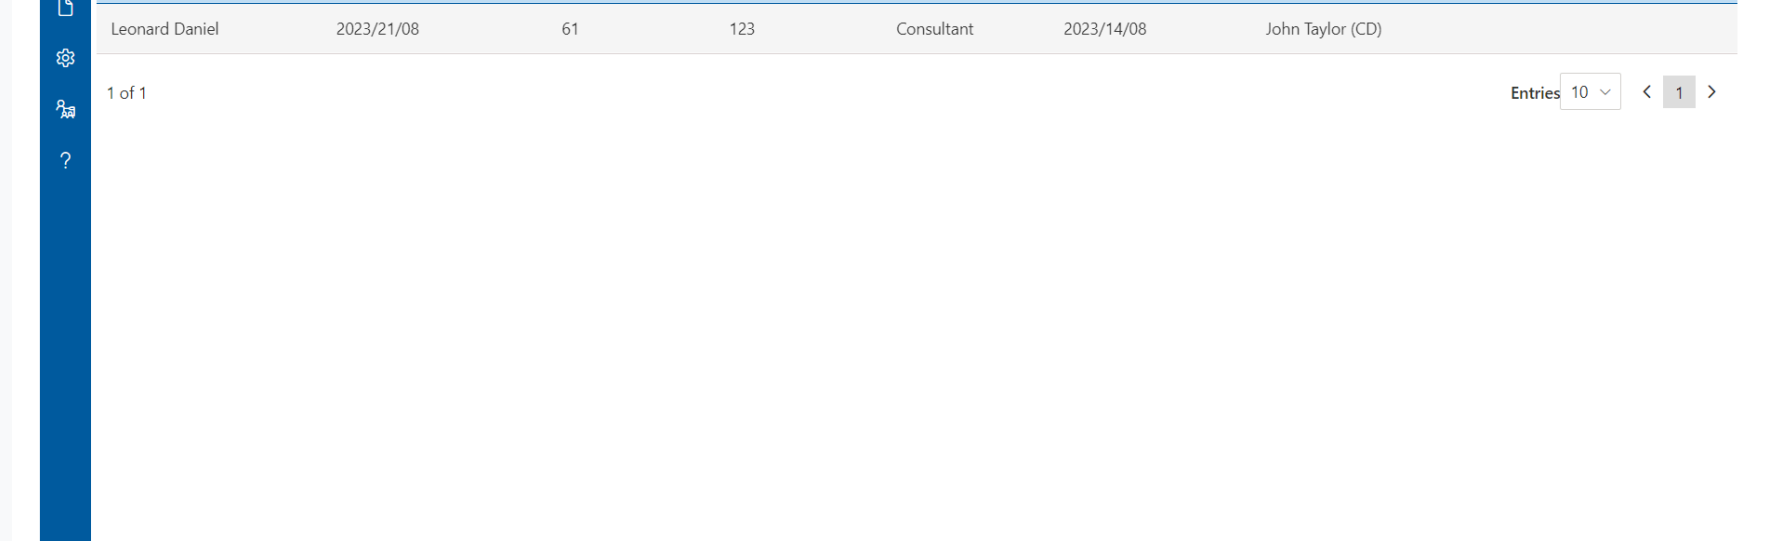 Leonard Daniel 2023/21/08 61 123 Consultant 2023/14/08 John Taylor (CD)
1 of 1 Entries 10 1
?